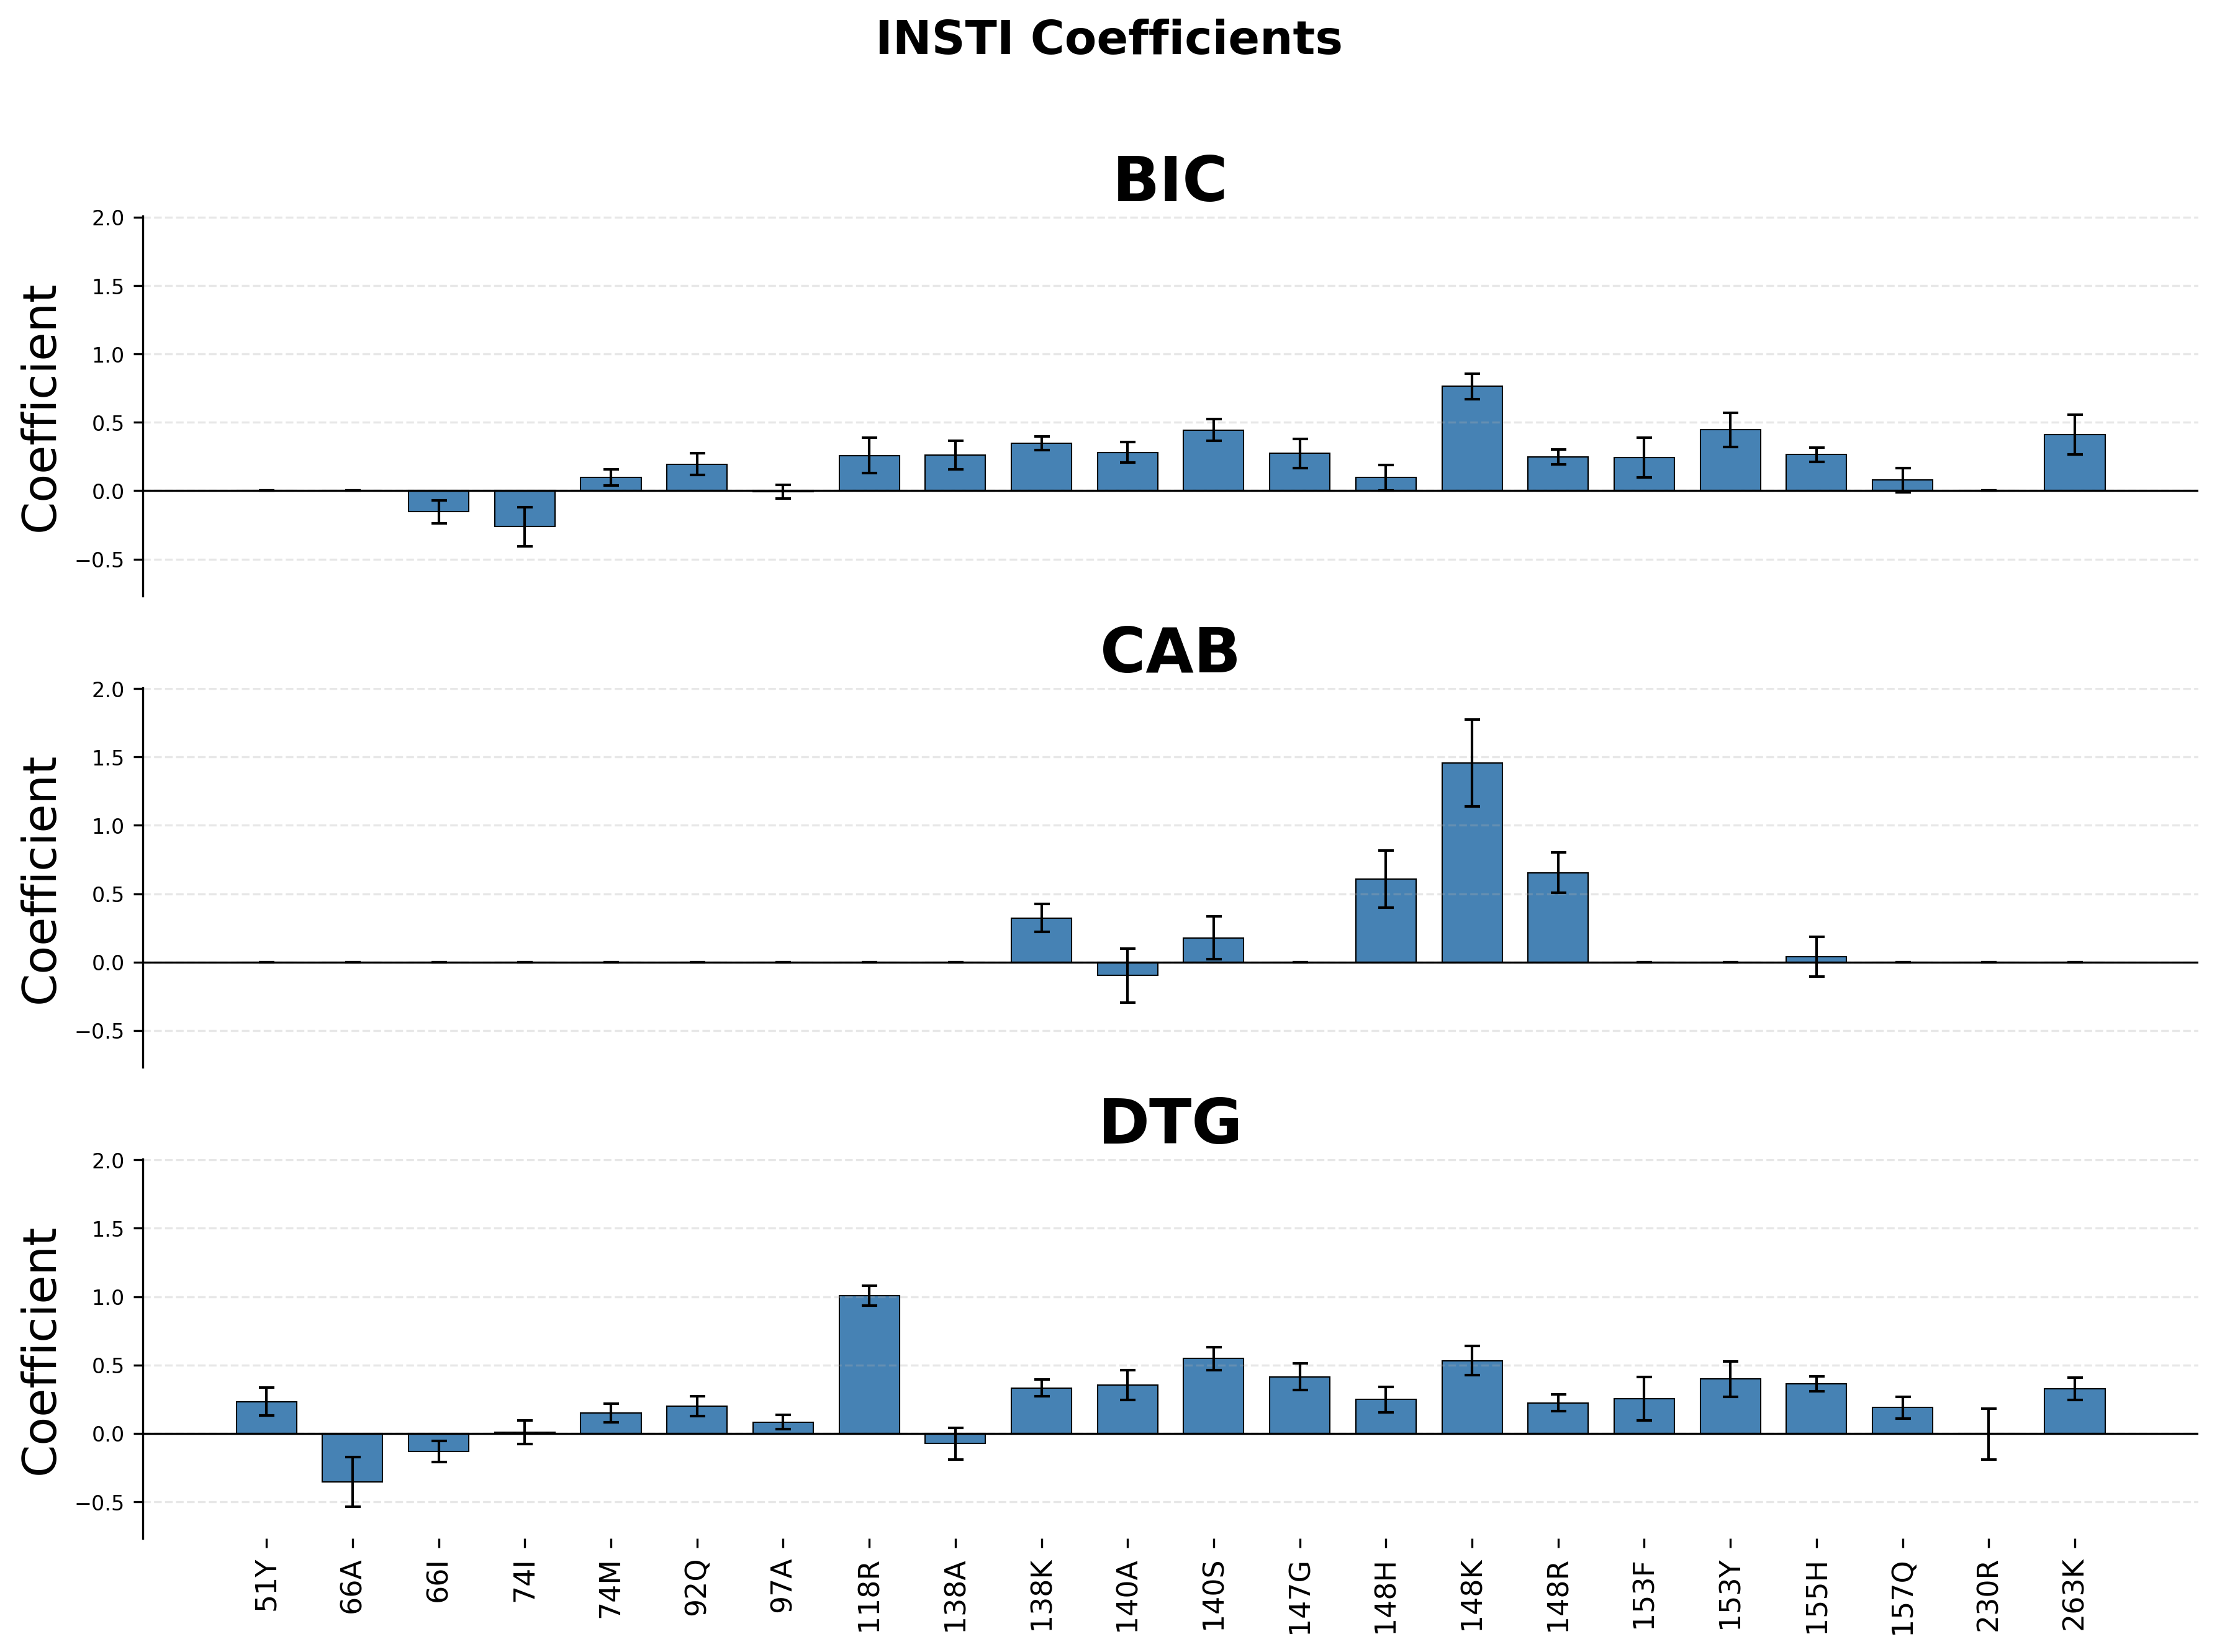 INSTI Coefficients
BIC
Coefficient
2.0
1.5
1.0
0.5
0.0
−0.5
CAB
Coefficient
2.0
1.5
1.0
0.5
0.0
−0.5
DTG
Coefficient
2.0
1.5
1.0
0.5
0.0
−0.5
51Y
66A
66I
74I
74M
92Q
97A
118R
138A
138K
140A
140S
147G
148H
148K
148R
153F
153Y
155H
157Q
230R
263K